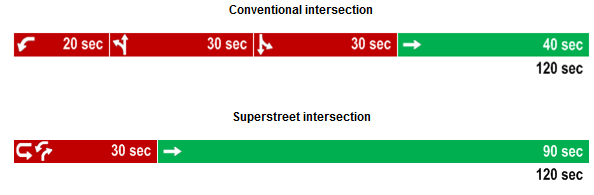 Conventional intersection
20 sec 30 sec 30 sec 40 sec
120 sec
Superstreet intersection
30 sec 90 sec
120 sec